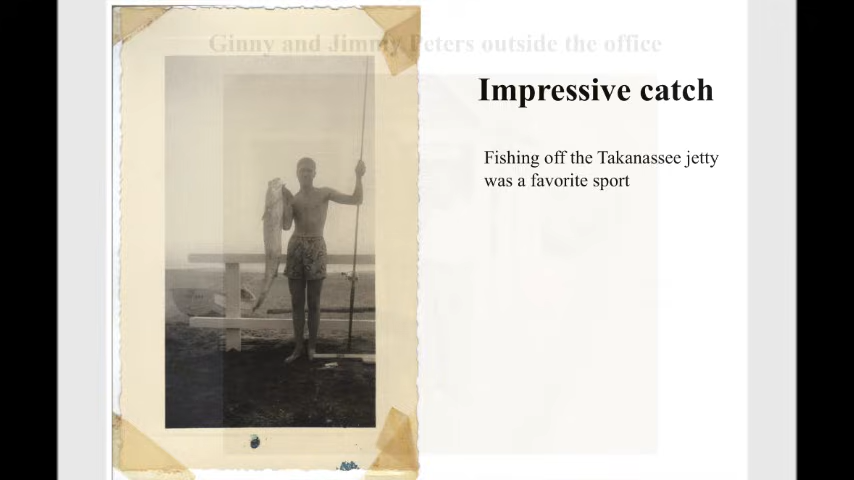 Ginny and Jimmy Peters outside the office
Impressive catch
Fishing off the Takanassee jetty
was a favorite sport